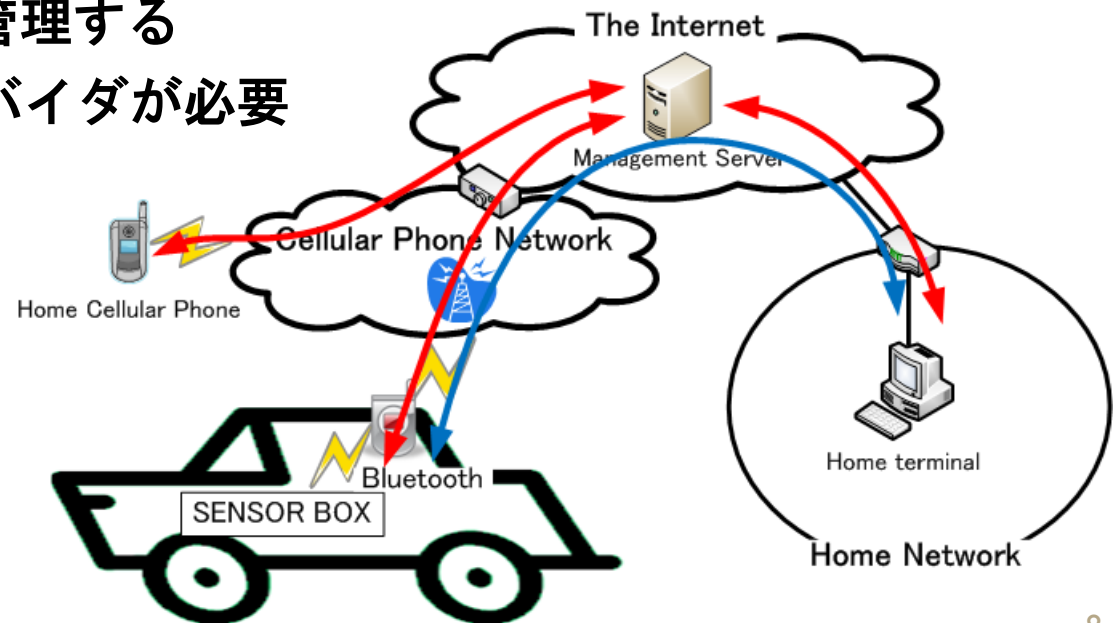 管理する
バイダが必要
The Internet
Management Server
Cellular Phone Network
Home Cellular Phone
Bluetooth
SENSOR BOX
Home terminal
Home Network